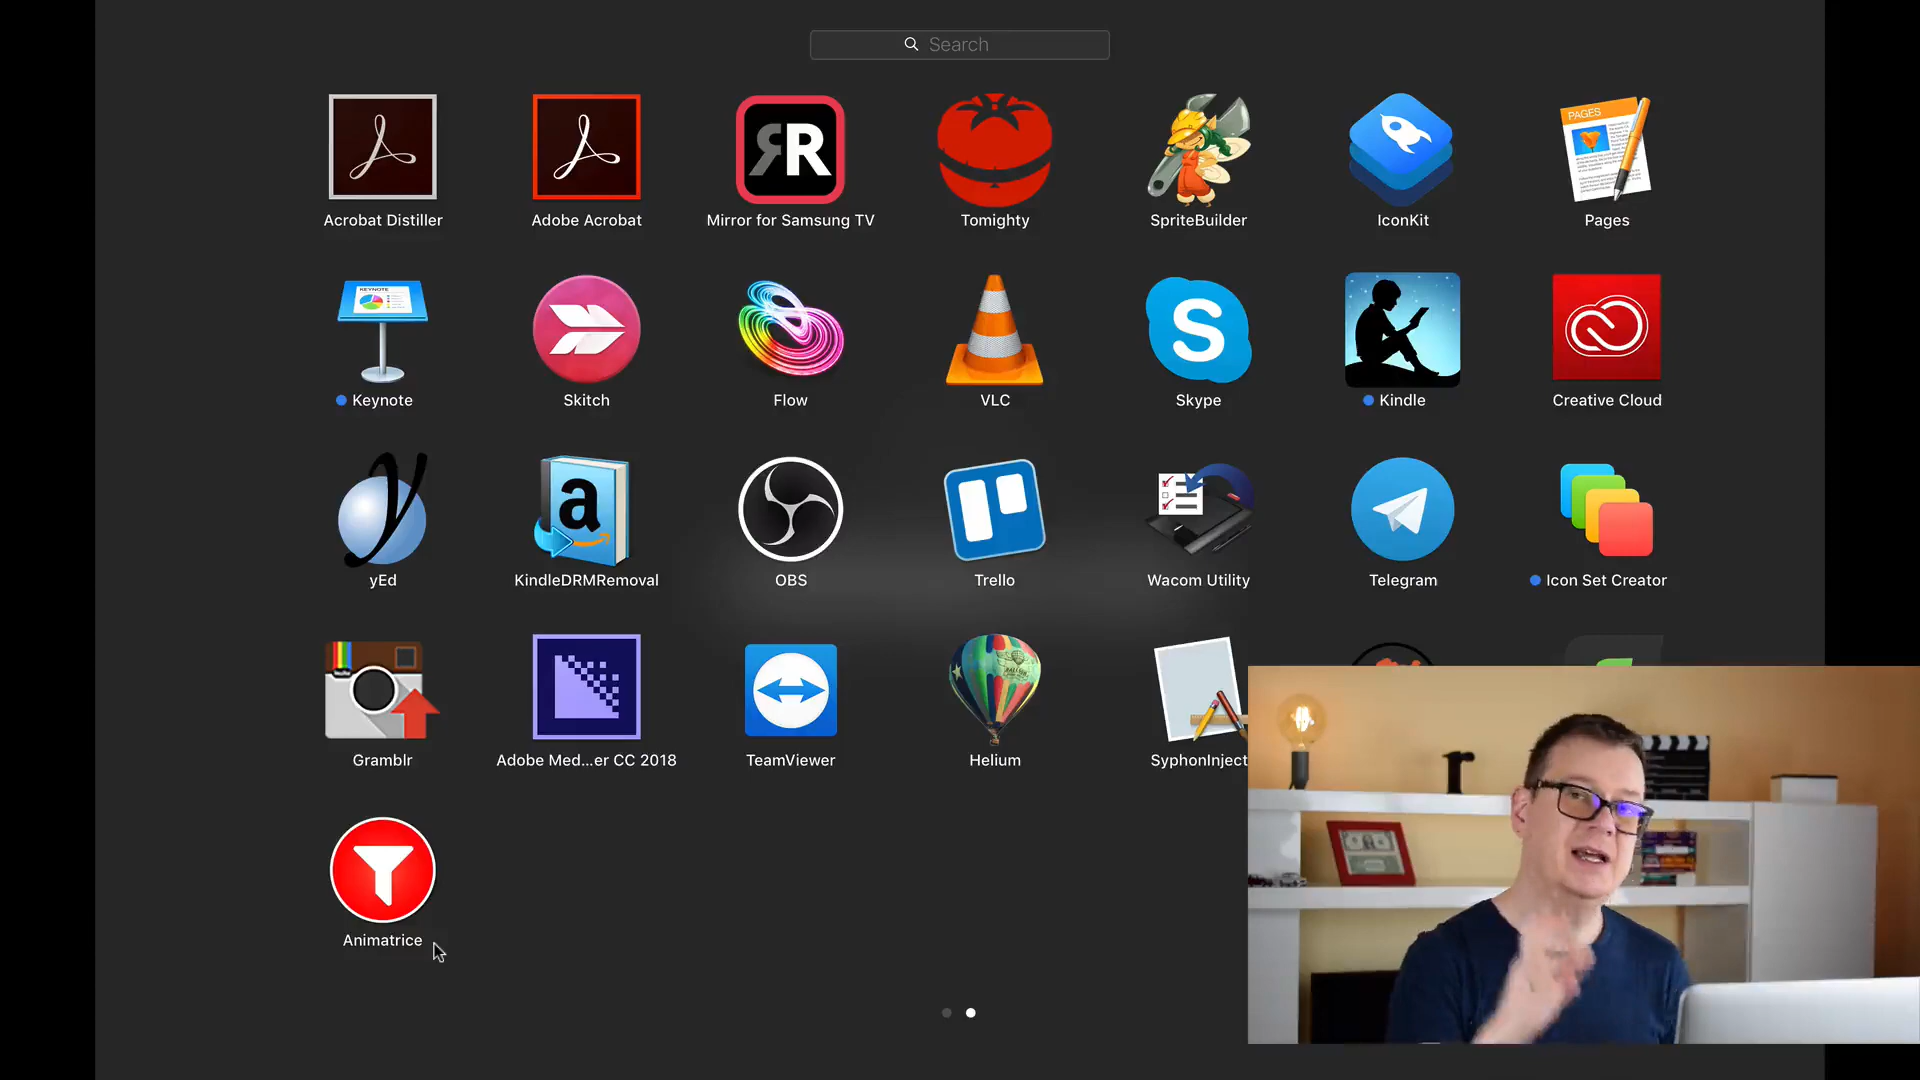 Search
Acrobat Distiller
Adobe Acrobat
Mirror for Samsung TV
Tomighty
SpriteBuilder
IconKit
PAGES
Pages
KEYNOTE
Keynote
Skitch
Flow
VLC
Skype
Kindle
Creative Cloud
yEd
KindleDRMRemoval
OBS
Trello
Wacom Utility
Telegram
Icon Set Creator
Gramblr
Adobe Med...er CC 2018
TeamViewer
Helium
SyphonInject
Animatrice